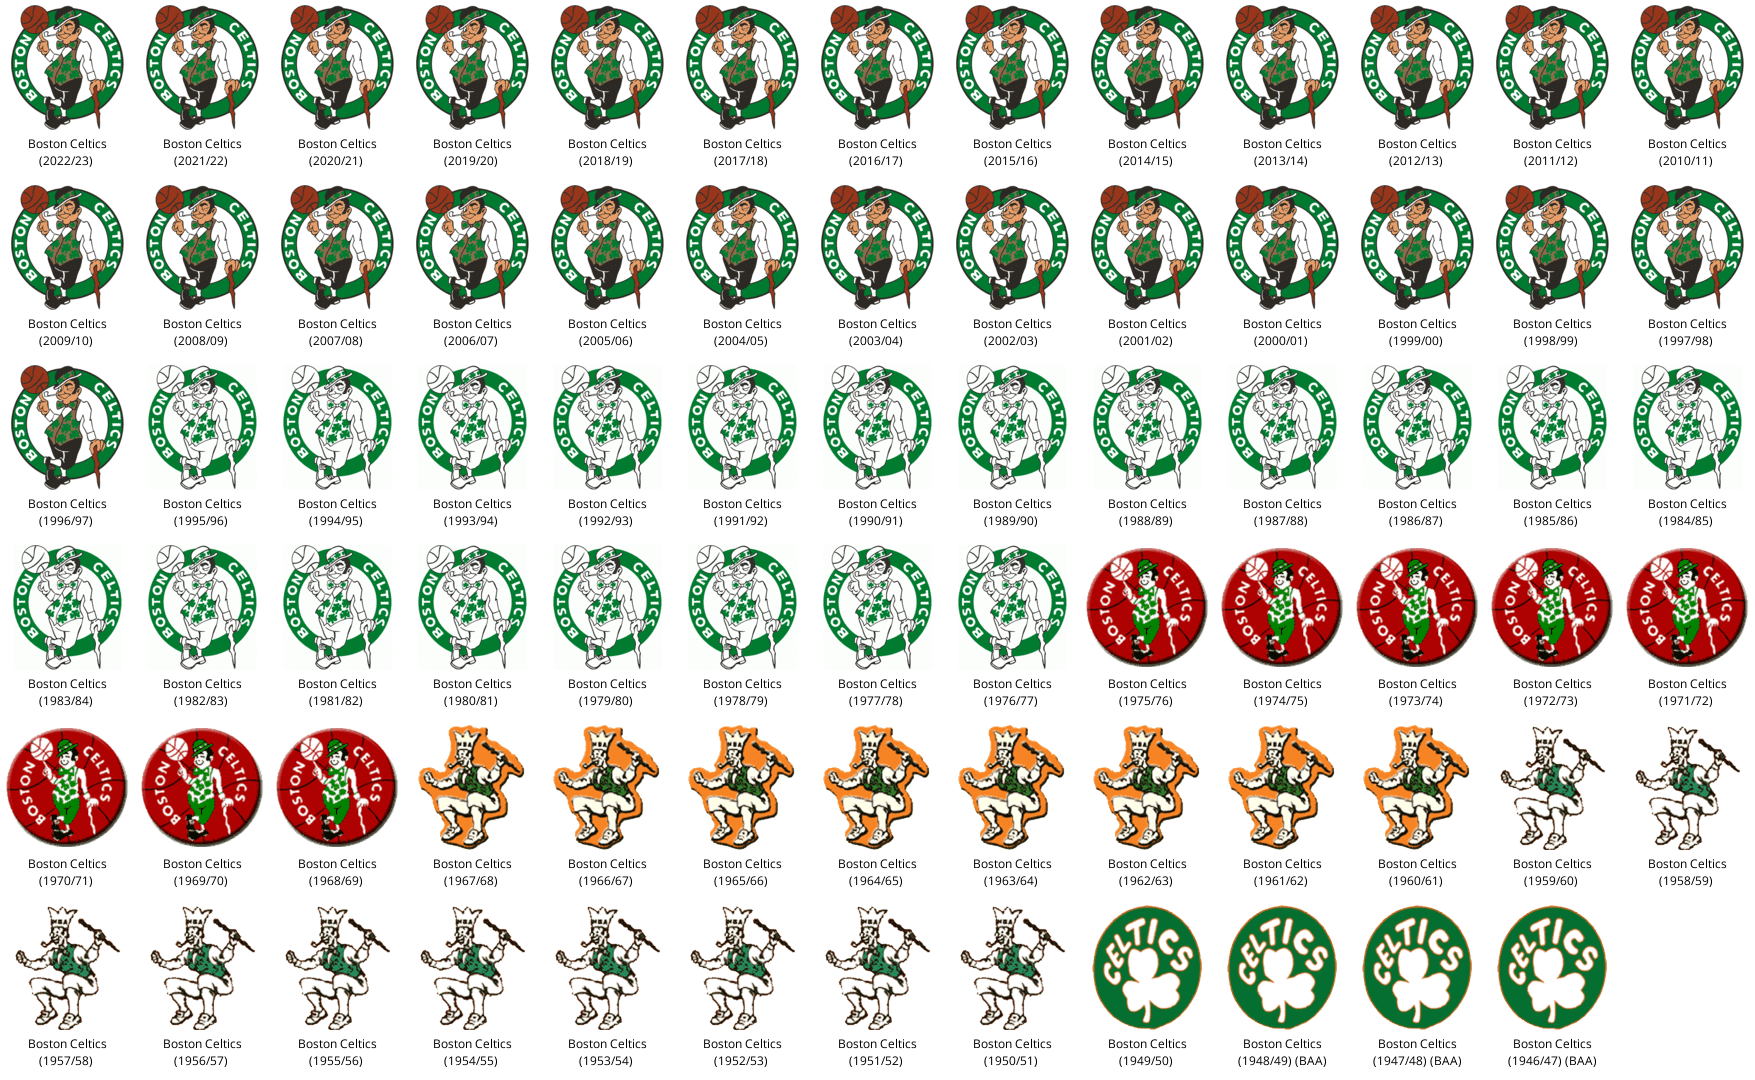 BOSTON CELTICS
Boston Celtics
(2022/23)
BOSTON CELTICS
Boston Celtics
(2021/22)
BOSTON CELTICS
Boston Celtics
(2020/21)
BOSTON CELTICS
Boston Celtics
(2019/20)
BOSTON CELTICS
Boston Celtics
(2018/19)
BOSTON CELTICS
Boston Celtics
(2017/18)
BOSTON CELTICS
Boston Celtics
(2016/17)
BOSTON CELTICS
Boston Celtics
(2015/16)
BOSTON CELTICS
Boston Celtics
(2014/15)
BOSTON CELTICS
Boston Celtics
(2013/14)
BOSTON CELTICS
Boston Celtics
(2012/13)
BOSTON CELTICS
Boston Celtics
(2011/12)
BOSTON CELTICS
Boston Celtics
(2010/11)
BOSTON CELTICS
Boston Celtics
(2009/10)
BOSTON CELTICS
Boston Celtics
(2008/09)
BOSTON CELTICS
Boston Celtics
(2007/08)
BOSTON CELTICS
Boston Celtics
(2006/07)
BOSTON CELTICS
Boston Celtics
(2005/06)
BOSTON CELTICS
Boston Celtics
(2004/05)
BOSTON CELTICS
Boston Celtics
(2003/04)
BOSTON CELTICS
Boston Celtics
(2002/03)
BOSTON CELTICS
Boston Celtics
(2001/02)
BOSTON CELTICS
Boston Celtics
(2000/01)
BOSTON CELTICS
Boston Celtics
(1999/00)
BOSTON CELTICS
Boston Celtics
(1998/99)
BOSTON CELTICS
Boston Celtics
(1997/98)
BOSTON CELTICS
Boston Celtics
(1996/97)
BOSTON CELTICS
Boston Celtics
(1995/96)
BOSTON CELTICS
Boston Celtics
(1994/95)
BOSTON CELTICS
Boston Celtics
(1993/94)
BOSTON CELTICS
Boston Celtics
(1992/93)
BOSTON CELTICS
Boston Celtics
(1991/92)
BOSTON CELTICS
Boston Celtics
(1990/91)
BOSTON CELTICS
Boston Celtics
(1989/90)
BOSTON CELTICS
Boston Celtics
(1988/89)
BOSTON CELTICS
Boston Celtics
(1987/88)
BOSTON CELTICS
Boston Celtics
(1986/87)
BOSTON CELTICS
Boston Celtics
(1985/86)
BOSTON CELTICS
Boston Celtics
(1984/85)
BOSTON CELTICS
Boston Celtics
(1983/84)
BOSTON CELTICS
Boston Celtics
(1982/83)
BOSTON CELTICS
Boston Celtics
(1981/82)
BOSTON CELTICS
Boston Celtics
(1980/81)
BOSTON CELTICS
Boston Celtics
(1979/80)
BOSTON CELTICS
Boston Celtics
(1978/79)
BOSTON CELTICS
Boston Celtics
(1977/78)
BOSTON CELTICS
Boston Celtics
(1976/77)
BOSTON CELTICS
Boston Celtics
(1975/76)
BOSTON CELTICS
Boston Celtics
(1974/75)
BOSTON CELTICS
Boston Celtics
(1973/74)
BOSTON CELTICS
Boston Celtics
(1972/73)
BOSTON CELTICS
Boston Celtics
(1971/72)
BOSTON CELTICS
Boston Celtics
(1970/71)
BOSTON CELTICS
Boston Celtics
(1969/70)
BOSTON CELTICS
Boston Celtics
(1968/69)
NBA
Boston Celtics
(1967/68)
NBA
Boston Celtics
(1966/67)
NBA
Boston Celtics
(1965/66)
NBA
Boston Celtics
(1964/65)
NBA
Boston Celtics
(1963/64)
NBA
Boston Celtics
(1962/63)
NBA
Boston Celtics
(1961/62)
NBA
Boston Celtics
(1960/61)
NBA
Boston Celtics
(1959/60)
NBA
Boston Celtics
(1958/59)
NBA
Boston Celtics
(1957/58)
NBA
Boston Celtics
(1956/57)
NBA
Boston Celtics
(1955/56)
NBA
Boston Celtics
(1954/55)
NBA
Boston Celtics
(1953/54)
NBA
Boston Celtics
(1952/53)
NBA
Boston Celtics
(1951/52)
NBA
Boston Celtics
(1950/51)
CELTICS
Boston Celtics
(1949/50)
CELTICS
Boston Celtics
(1948/49) (BAA)
CELTICS
Boston Celtics
(1947/48) (BAA)
CELTICS
Boston Celtics
(1946/47) (BAA)